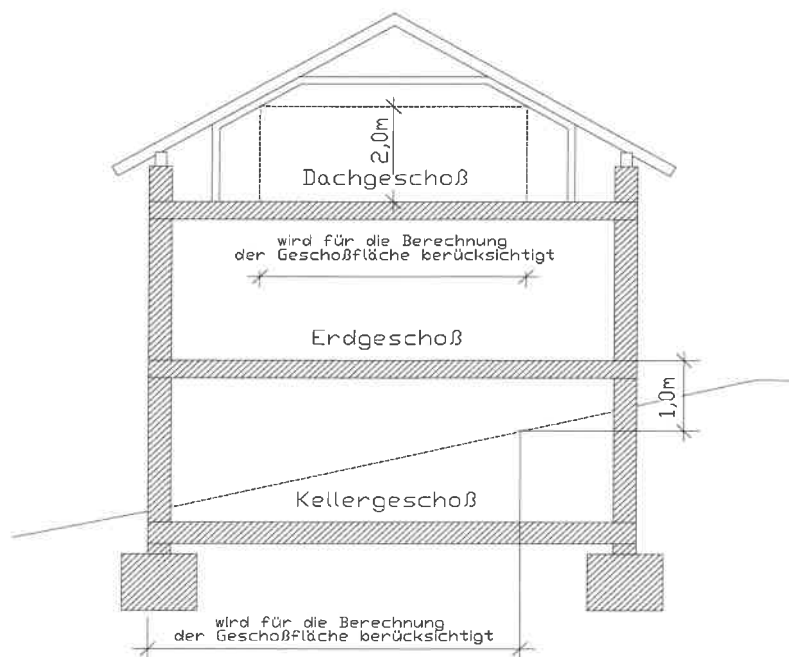 2,0m
Dachgeschoß
wird für die Berechnung
der Geschoßfläche berücksichtigt
Erdgeschoß
1,0m
Kellergeschoß
wird für die Berechnung
der Geschoßfläche berücksichtigt